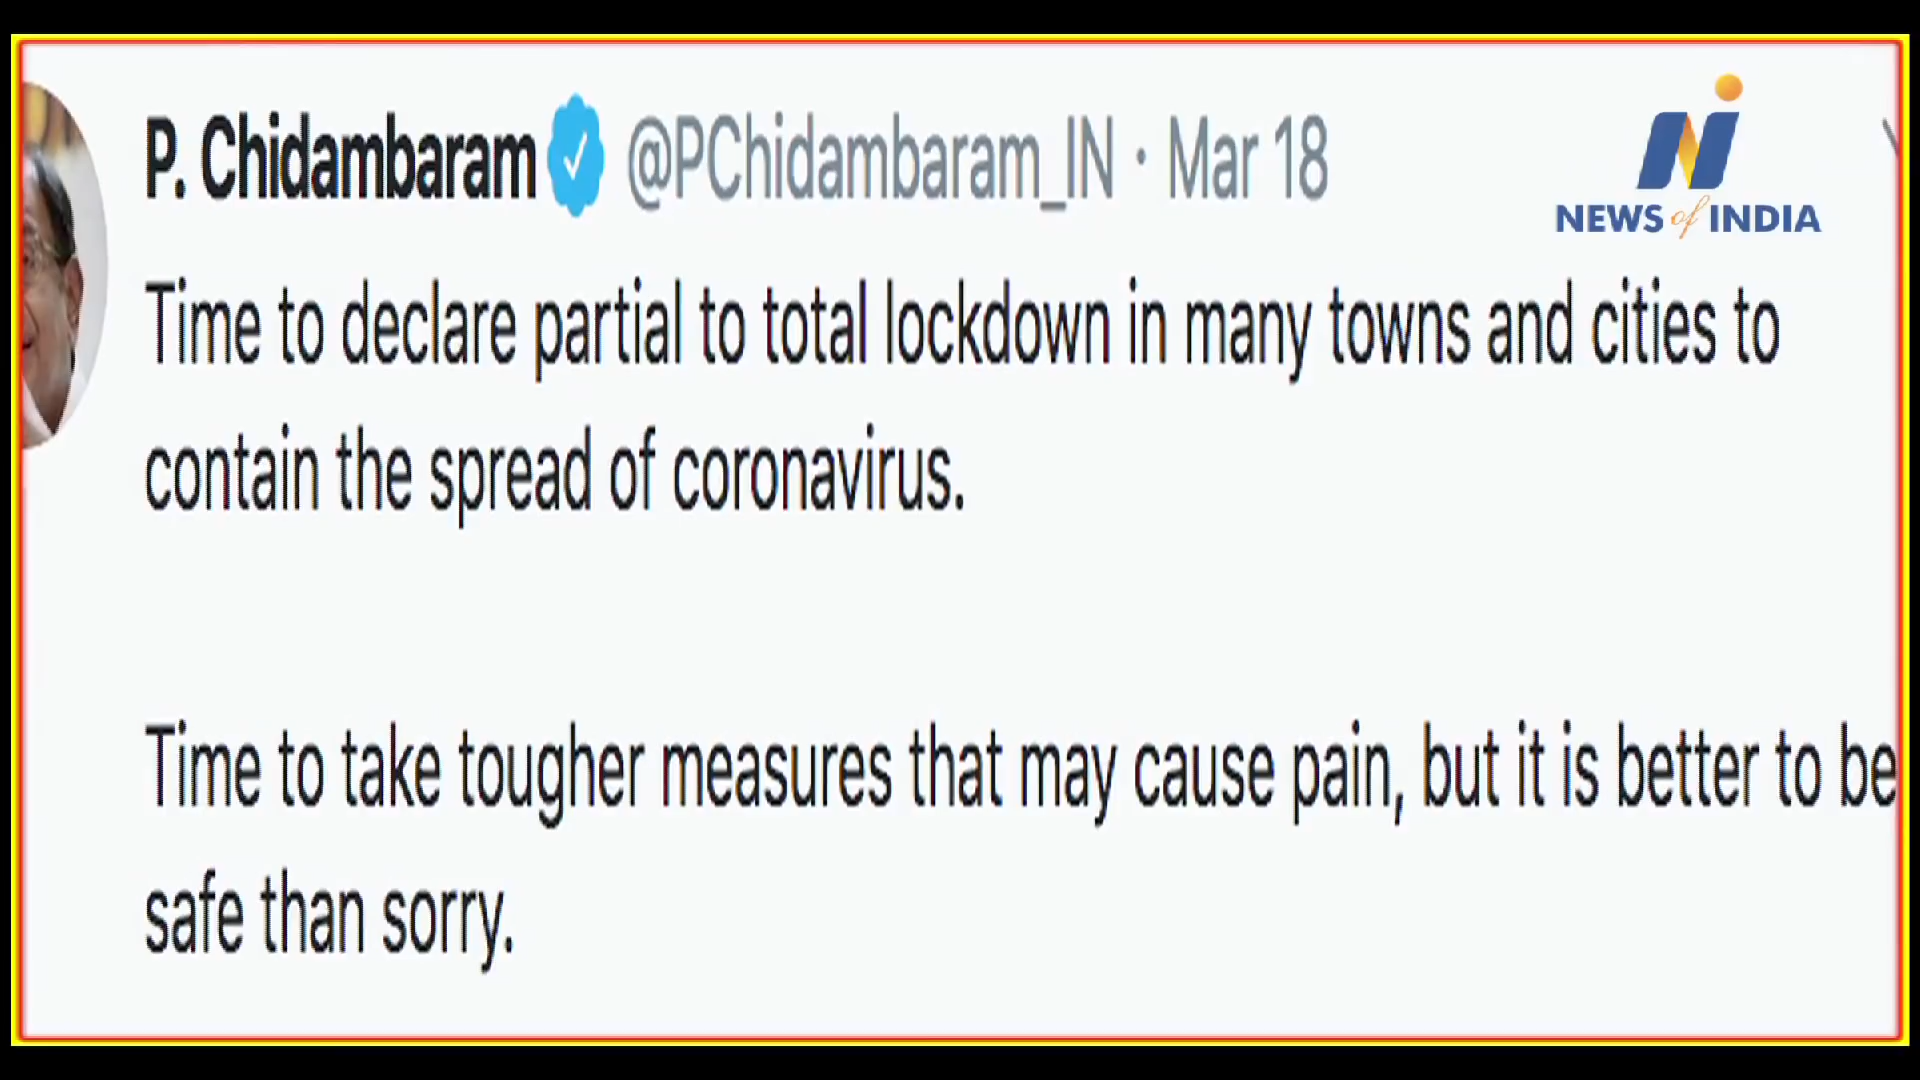 P. Chidambaram @PChidambaram_IN · Mar 18
NEWS of INDIA
Time to declare partial to total lockdown in many towns and cities to
contain the spread of coronavirus.
Time to take tougher measures that may cause pain, but it is better to be
safe than sorry.